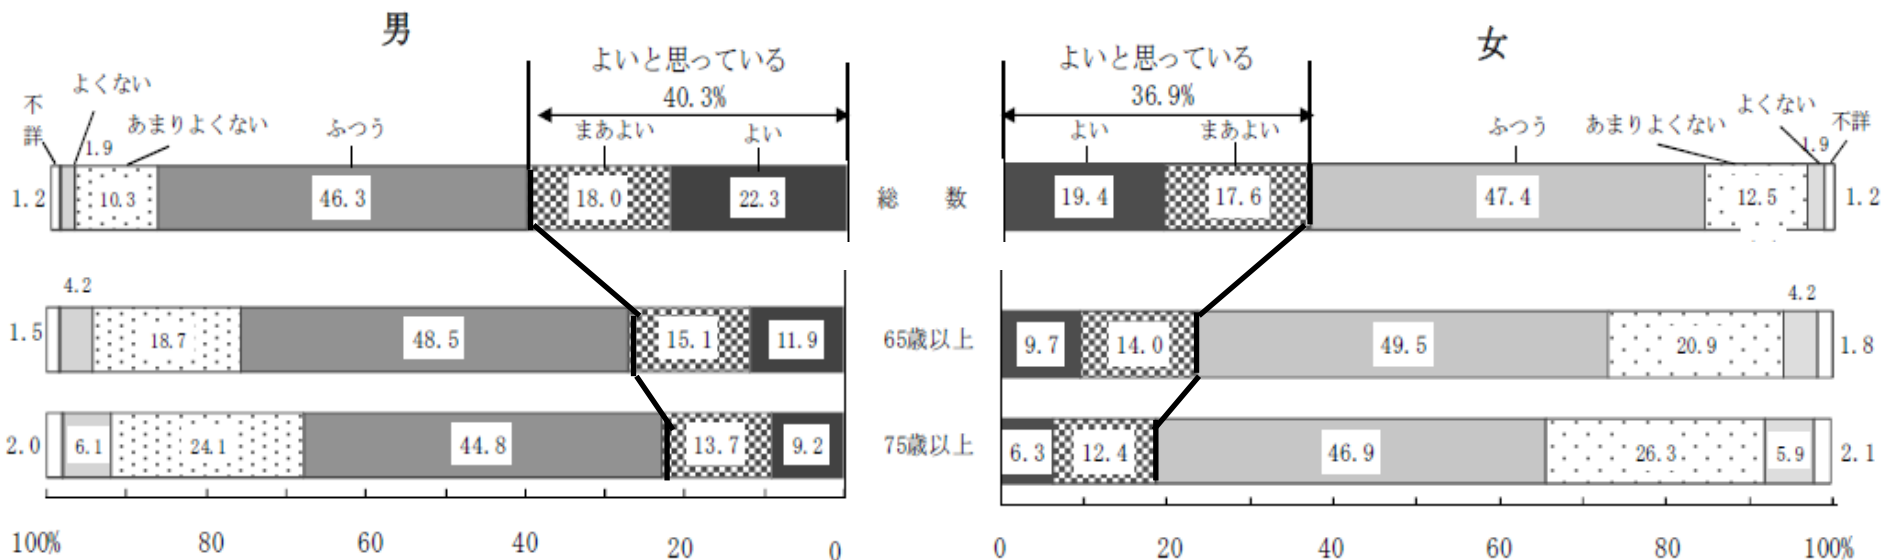 男
よいと思っている
40.3%
よくない
不詳
あまりよくない
ふつう
まあよい
よい
1.9
1.2
10.3
46.3
18.0
22.3
4.2
1.5
18.7
48.5
15.1
11.9
2.0
6.1
24.1
44.8
13.7
9.2
100%
80
60
40
20
0
総 数
65歳以上
75歳以上
女
よいと思っている
36.9%
よい
まあよい
ふつう
あまりよくない
よくない
不詳
1.9
19.4
17.6
47.4
12.5
1.2
4.2
9.7
14.0
49.5
20.9
1.8
6.3
12.4
46.9
26.3
5.9
2.1
0
20
40
60
80
100%